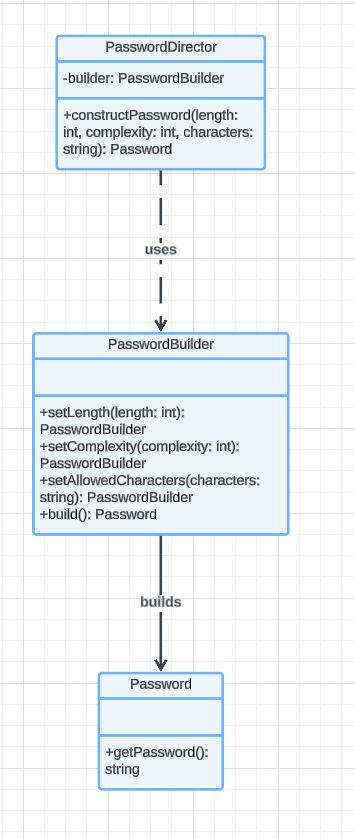 PasswordDirector
-builder: PasswordBuilder
+constructPassword(length:
int, complexity: int, characters:
string): Password
uses
PasswordBuilder
+setLength(length: int):
PasswordBuilder
+setComplexity(complexity: int):
PasswordBuilder
+setAllowedCharacters(characters:
string): PasswordBuilder
+build(): Password
builds
Password
+getPassword():
string